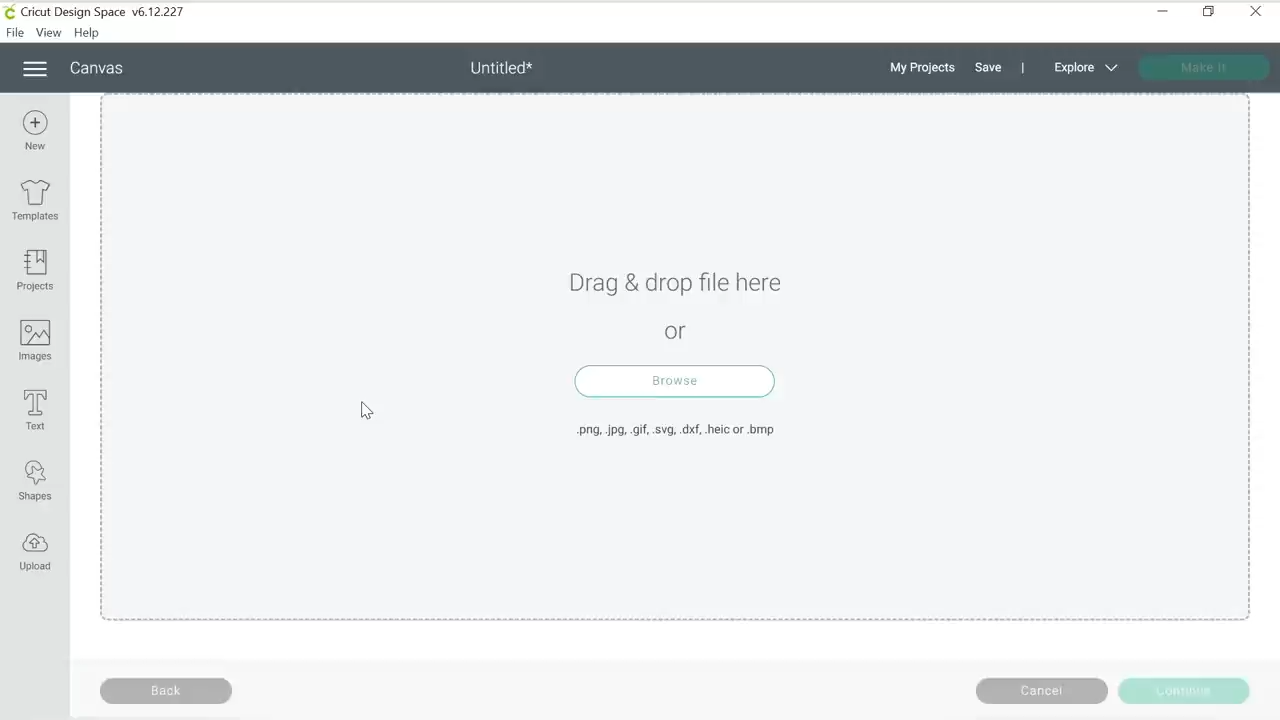 Cricut Design Space v6.12.227
File View Help
Canvas
Untitled*
My Projects Save | Explore Make It
New
Templates
Projects
Images
Text
Shapes
Upload
Drag & drop file here
or
Browse
.png, .jpg, .gif, .svg, .dxf, .heic or .bmp
Back Cancel Continue